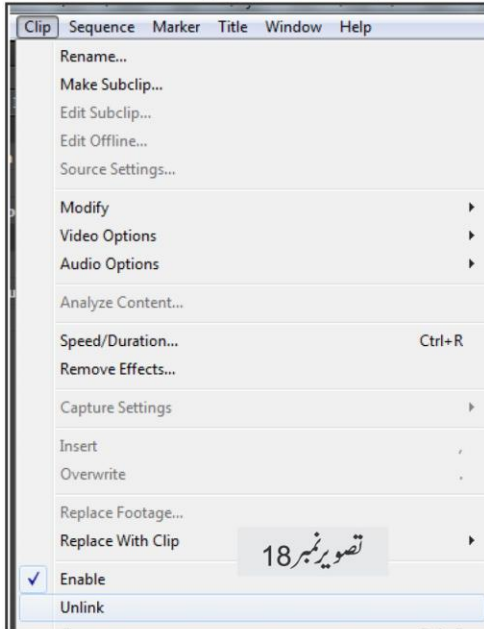 Clip Sequence Marker Title Window Help
Rename...
Make Subclip...
Edit Subclip...
Edit Offline...
Source Settings...
Modify
Video Options
Audio Options
Analyze Content...
Speed/Duration... Ctrl+R
Remove Effects...
Capture Settings
Insert ,
Overwrite .
Replace Footage...
Replace With Clip
تصویر نمبر 18
Enable
Unlink